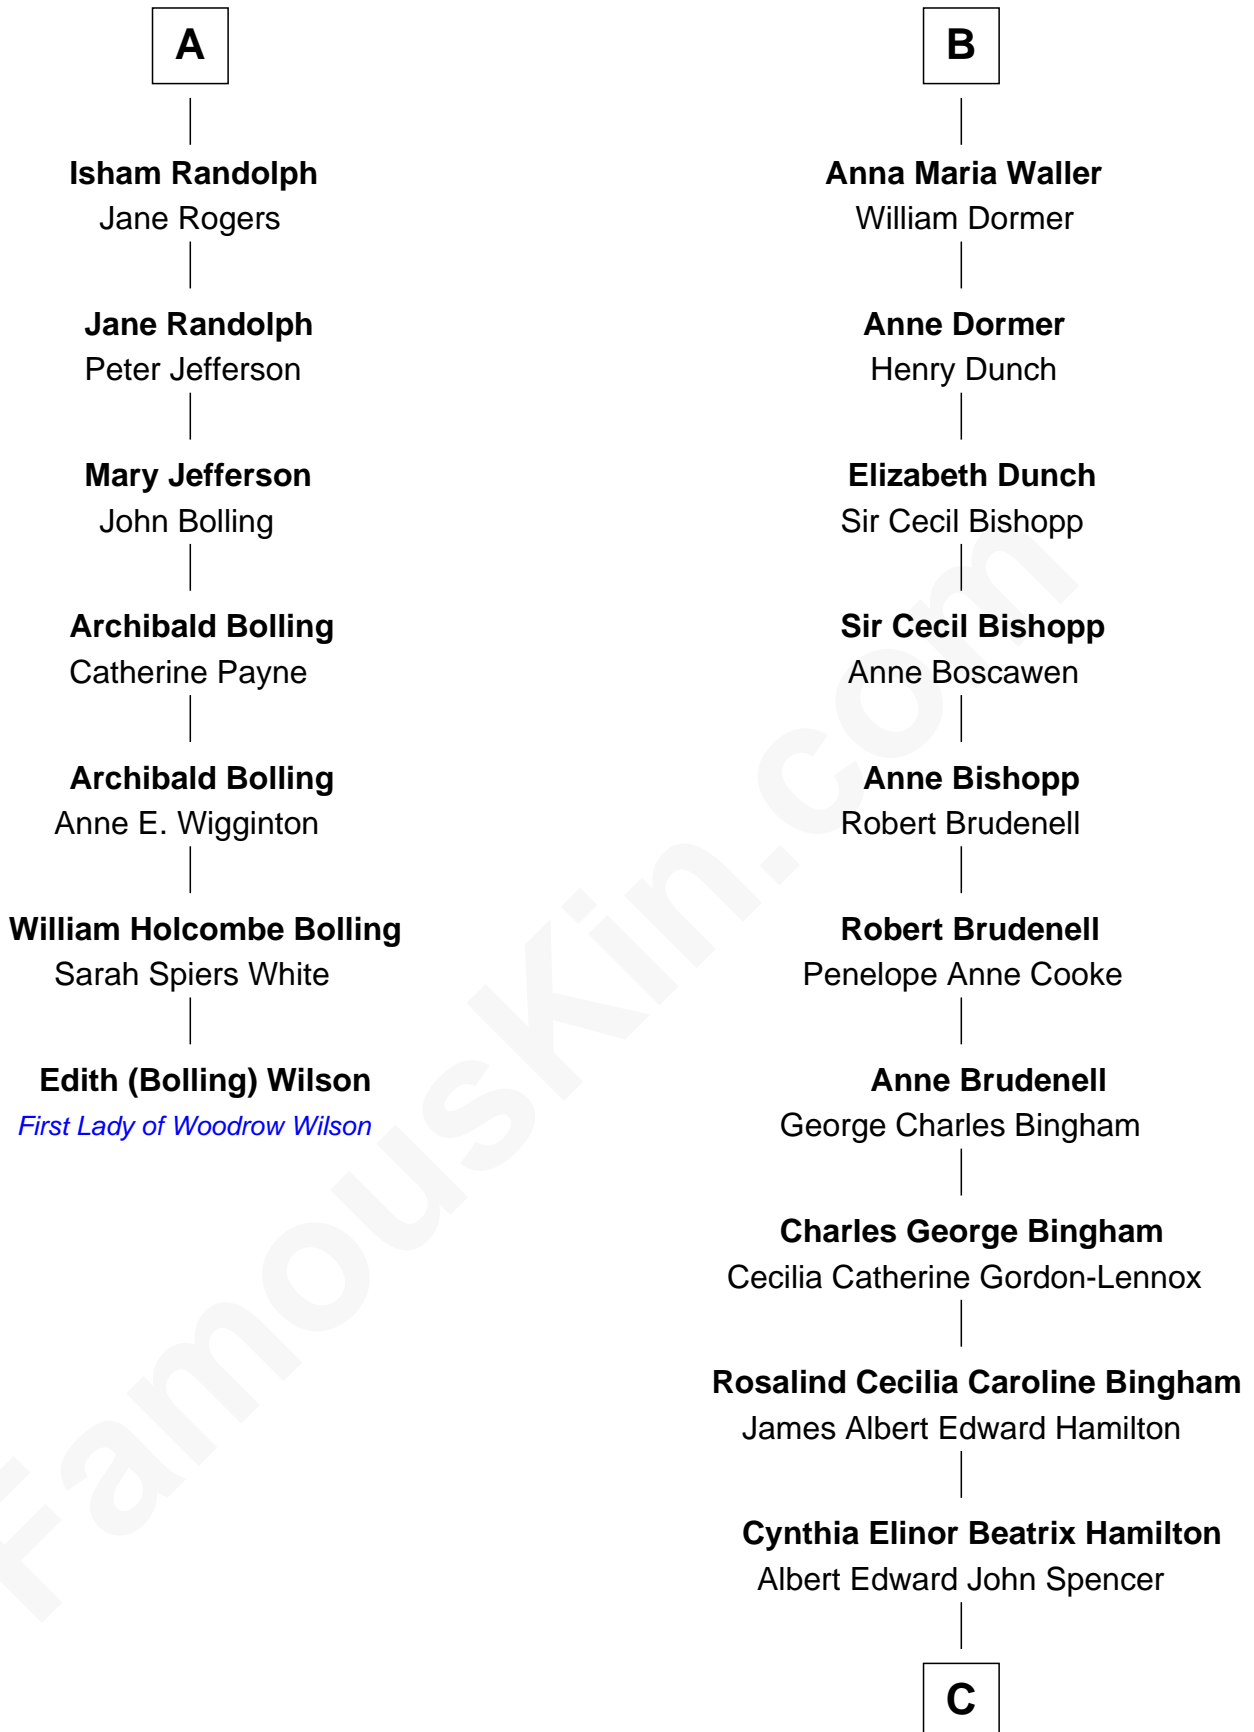 A
Isham Randolph
Jane Rogers
Jane Randolph
Peter Jefferson
Mary Jefferson
John Bolling
Archibald Bolling
Catherine Payne
Archibald Bolling
Anne E. Wigginton
William Holcombe Bolling
Sarah Spiers White
Edith (Bolling) Wilson
First Lady of Woodrow Wilson
B
Anna Maria Waller
William Dormer
Anne Dormer
Henry Dunch
Elizabeth Dunch
Sir Cecil Bishopp
Sir Cecil Bishopp
Anne Boscawen
Anne Bishopp
Robert Brudenell
Robert Brudenell
Penelope Anne Cooke
Anne Brudenell
George Charles Bingham
Charles George Bingham
Cecilia Catherine Gordon-Lennox
Rosalind Cecilia Caroline Bingham
James Albert Edward Hamilton
Cynthia Elinor Beatrix Hamilton
Albert Edward John Spencer
C
FamousKin.com